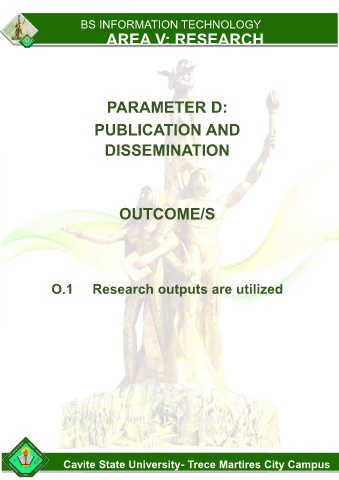 BS INFORMATION TECHNOLOGY
AREA V: RESEARCH
PARAMETER D:
PUBLICATION AND
DISSEMINATION
OUTCOME/S
O.1 Research outputs are utilized
Cavite State University- Trece Martires City Campus